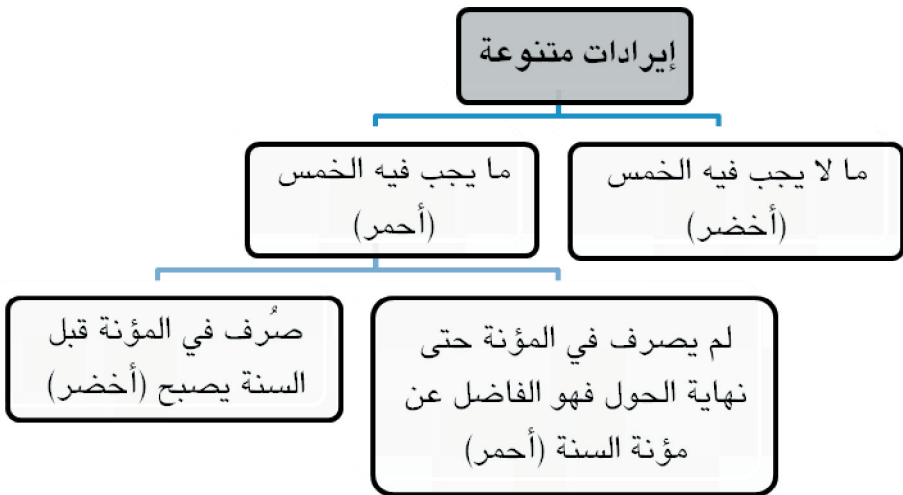 إيرادات متنوعة
ما لا يجب فيه الخمس
(أخضر)
ما يجب فيه الخمس
(أحمر)
لم يصرف في المؤنة حتى
نهاية الحول فهو الفاضل عن
مؤنة السنة (أحمر)
صُرف في المؤنة قبل
السنة يصبح (أخضر)